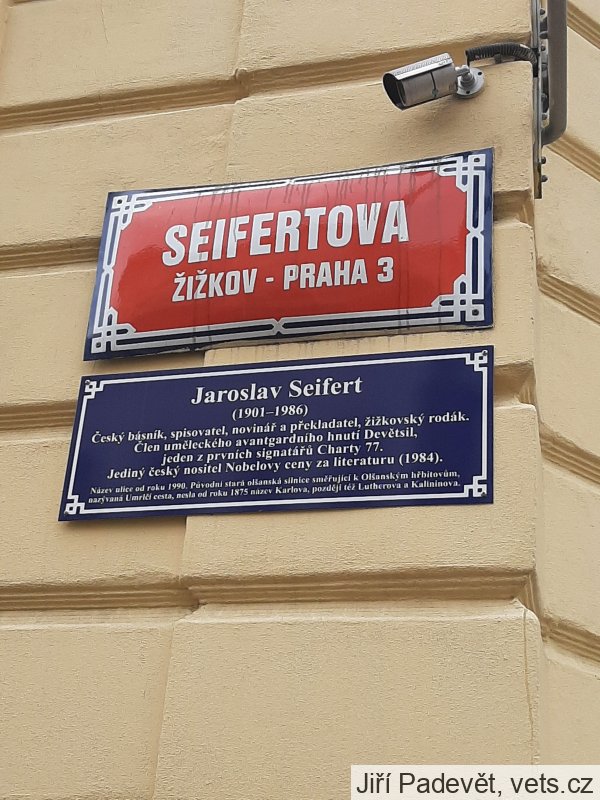 SEIFERTOVA
ŽIŽKOV - PRAHA 3
Jaroslav Seifert
(1901–1986)
Český básník, spisovatel, novinář a překladatel, žižkovský rodák.
Člen uměleckého avantgardního hnutí Devětsil,
jeden z prvních signatářů Charty 77.
Jediný český nositel Nobelovy ceny za literaturu (1984).
Název ulice od roku 1990. Původní stará olšanská silnice směřující k Olšanským hřbitovům,
nazývaná Umrlčí cesta, nesla od roku 1875 název Karlova, později též Lutherova a Kalininova.
Jiří Padevět, vets.cz